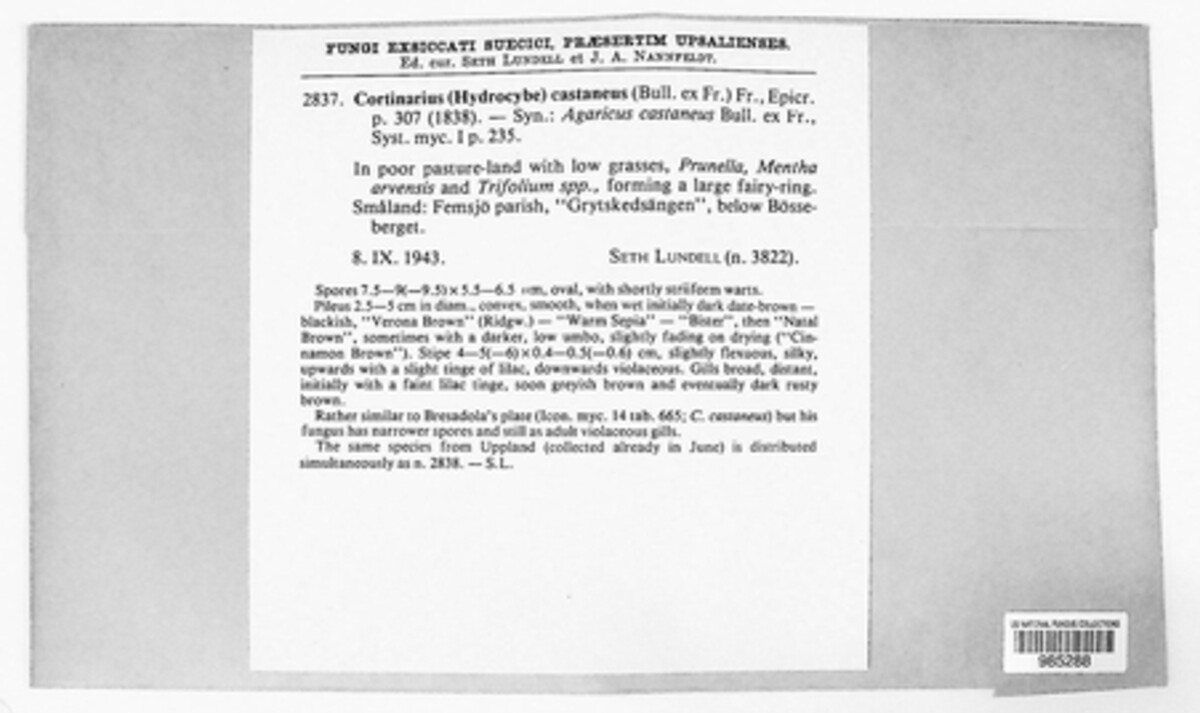 FUNGI EXSICCATI SUECICI, PRÆSERTIM UPSALIENSES.
Ed. cur. SETH LUNDELL et J. A. NANNFELDT.
2837. Cortinarius (Hydrocybe) castaneus (Bull. ex Fr.) Fr., Epicr.
p. 307 (1838). — Syn.: Agaricus castaneus Bull. ex Fr.,
Syst. myc. I p. 235.
In poor pasture-land with low grasses, Prunella, Mentha
arvensis and Trifolium spp., forming a large fairy-ring.
Småland: Femsjö parish, "Grytskedsängen", below Bösse-
berget.
8. IX. 1943. SETH LUNDELL (n. 3822).
Spores 7.5—9(—9.5) × 5.5—6.5 µm, oval, with shortly striiform warts.
Pileus 2.5—5 cm in diam., convex, smooth, when wet initially dark date-brown —
blackish, "Verona Brown" (Ridgw.) — "Warm Sepia" — "Bister", then "Natal
Brown", sometimes with a darker, low umbo, slightly fading on drying ("Cin-
namon Brown"). Stipe 4—5(—6) × 0.4—0.5(—0.6) cm, slightly flexuous, silky,
upwards with a slight tinge of lilac, downwards violaceous. Gills broad, distant,
initially with a faint lilac tinge, soon greyish brown and eventually dark rusty
brown.
Rather similar to Bresadola's plate (Icon. myc. 14 tab. 665; C. castaneus) but his
fungus has narrower spores and still as adult violaceous gills.
The same species from Uppland (collected already in June) is distributed
simultaneously as n. 2838. — S. L.
US NATIONAL FUNGUS COLLECTIONS
985288